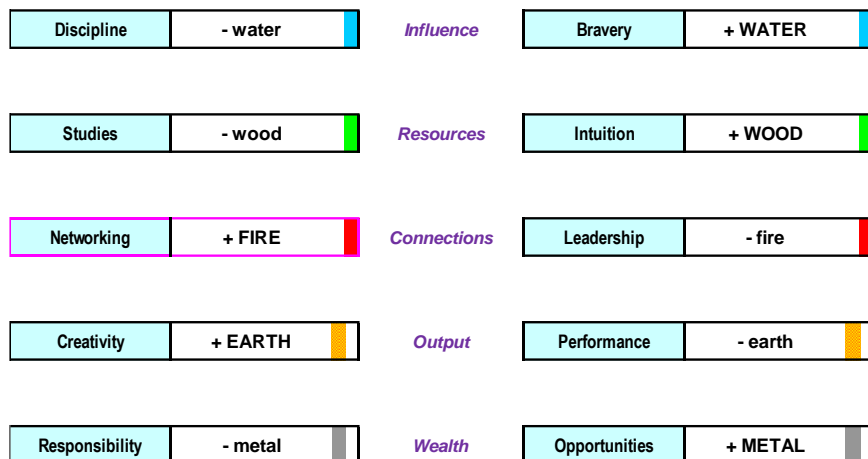 Discipline - water Influence Bravery + WATER
Studies - wood Resources Intuition + WOOD
Networking + FIRE Connections Leadership - fire
Creativity + EARTH Output Performance - earth
Responsibility - metal Wealth Opportunities + METAL